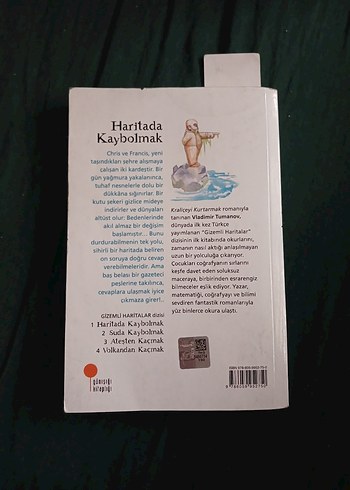 Haritada
Kaybolmak
Chris ve Francis, yeni
taşındıkları şehre alışmaya
çalışan iki kardeştir. Bir
gün yağmura yakalanınca,
tuhaf nesnelerle dolu bir
dükkâna sığınırlar. Bir
kutu şekeri gizlice mideye
indirirler ve dünyaları
altüst olur: Bedenlerinde
akıl almaz bir değişim
başlamıştır... Bunu
durdurabilmenin tek yolu,
sihirli bir haritada beliren
on soruya doğru cevap
verebilmeleridir. Ama
baş belası bir gazeteci
peşlerine takılınca,
cevaplara ulaşmak iyice
çıkmaza girer!..
Kraliçeyi Kurtarmak romanıyla
tanınan Vladimir Tumanov,
dünyada ilk kez Türkçe
yayımlanan "Gizemli Haritalar"
dizisinin ilk kitabında okurlarını,
zamanın nasıl aktığı anlaşılmayan
uzun bir yolculuğa çıkarıyor.
Çocukları coğrafyanın sırlarını
keşfe davet eden soluksuz
maceraya, birbirinden esrarengiz
bilmeceler eşlik ediyor. Yazar,
matematiği, coğrafyayı ve bilimi
sevdiren fantastik romanlarıyla
yüz binlerce okura ulaştı.
GİZEMLİ HARİTALAR dizisi
1 Haritada Kaybolmak
2 Suda Kaybolmak
3 Ateşten Kaçmak
4 Volkandan Kaçmak
günışığı
kitaplığı